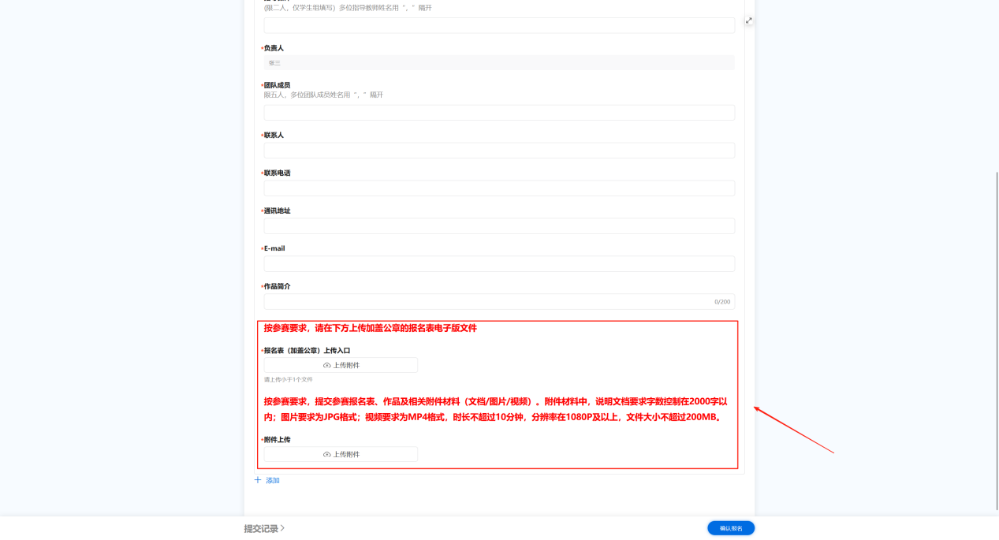 (限二人，仅学生组填写) 多位指导教师姓名用 "，" 隔开
*负责人
张三
*团队成员
限五人，多位团队成员姓名用 "，" 隔开
*联系人
*联系电话
*通讯地址
*E-mail
*作品简介
0/200
按参赛要求，请在下方上传加盖公章的报名表电子版文件
*报名表（加盖公章）上传入口
上传附件
请上传小于1个文件
按参赛要求，提交参赛报名表、作品及相关附件材料（文档/图片/视频）。附件材料中，说明文档要求字数控制在2000字以
内；图片要求为JPG格式；视频要求为MP4格式，时长不超过10分钟，分辨率在1080P及以上，文件大小不超过200MB。
*附件上传
上传附件
添加
提交记录
确认报名